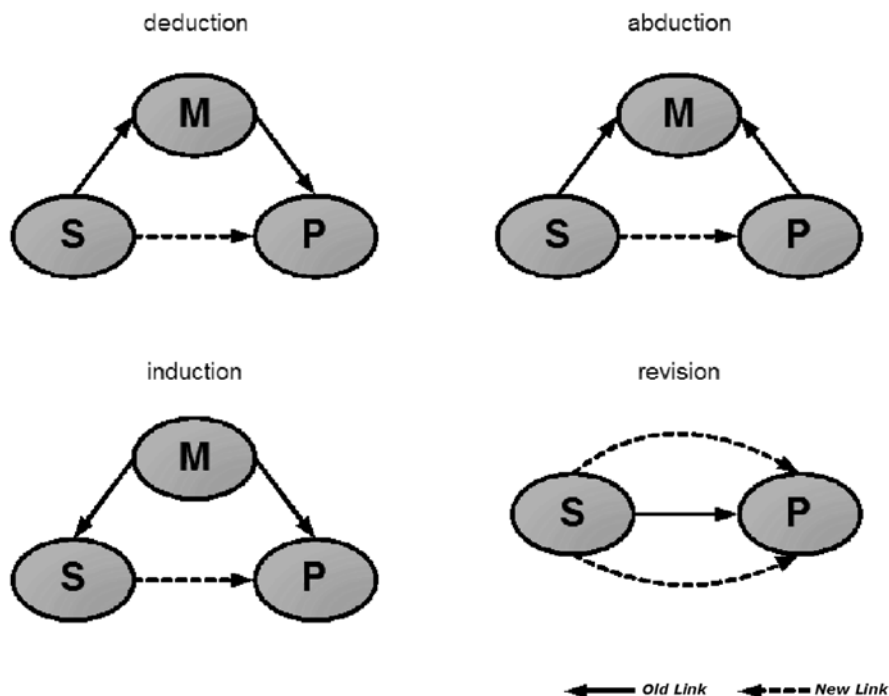 deduction
M
S
P
abduction
M
S
P
induction
M
S
P
revision
S
P
Old Link
New Link